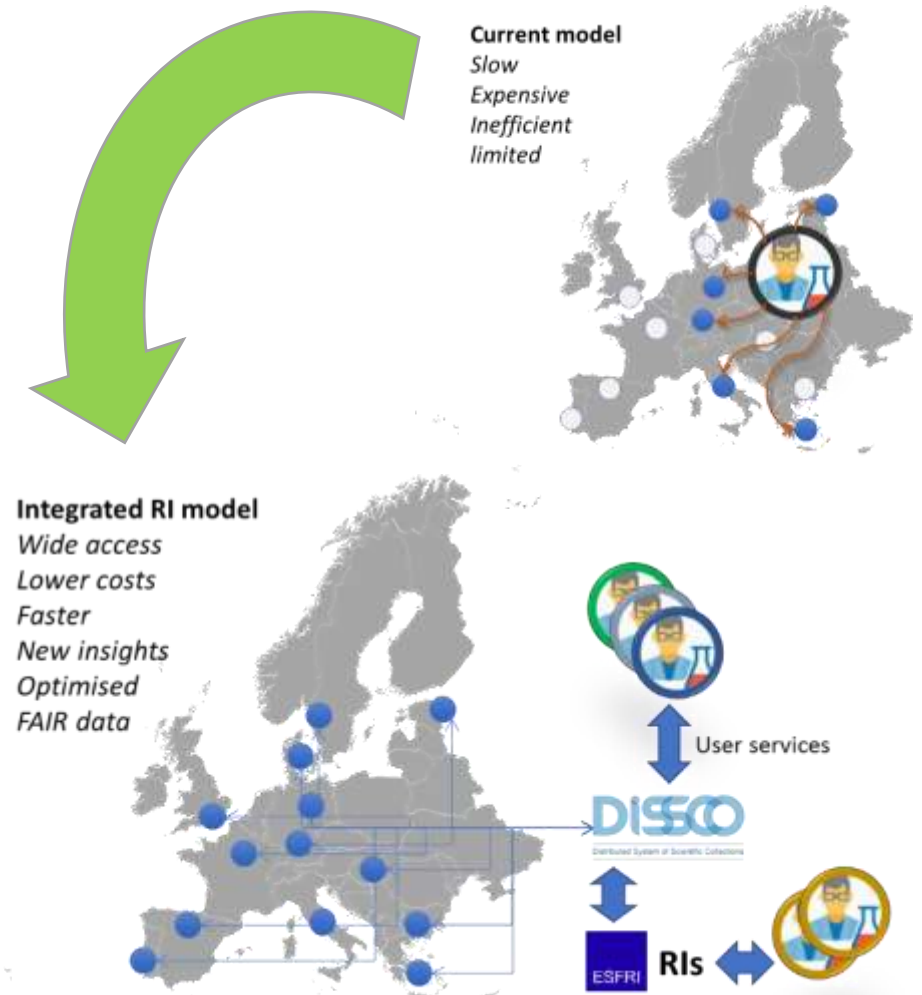 Current model
Slow
Expensive
Inefficient
limited
Integrated RI model
Wide access
Lower costs
Faster
New insights
Optimised
FAIR data
User services
DiSSCO
Distributed System of Scientific Collections
ESFRI
RIs